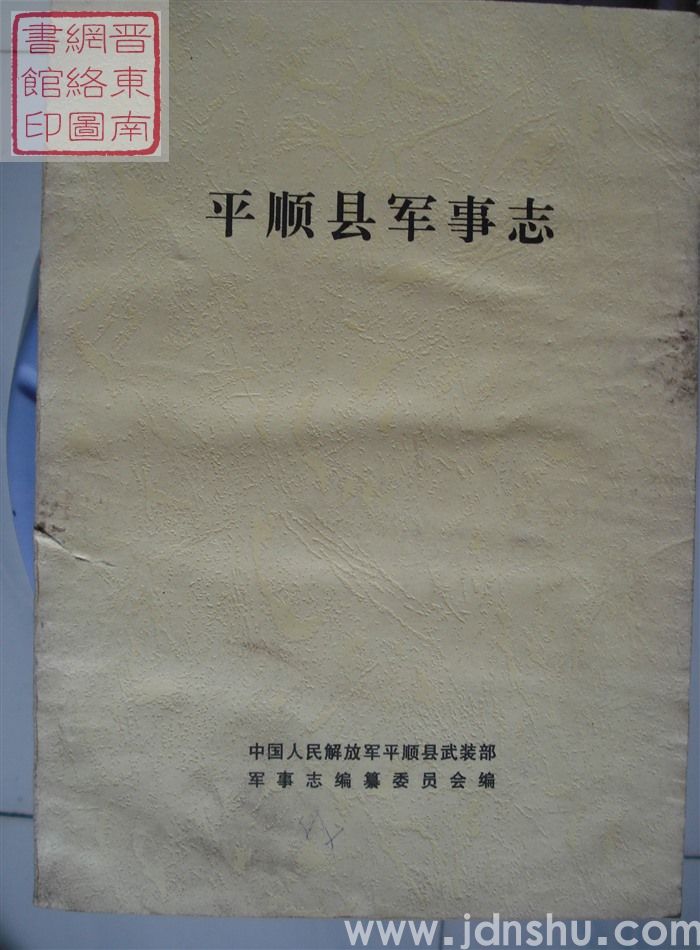 晋東南
網絡圖
書館印
平顺县军事志
中国人民解放军平顺县武装部
军事志编纂委员会编
www.jdnshu.com